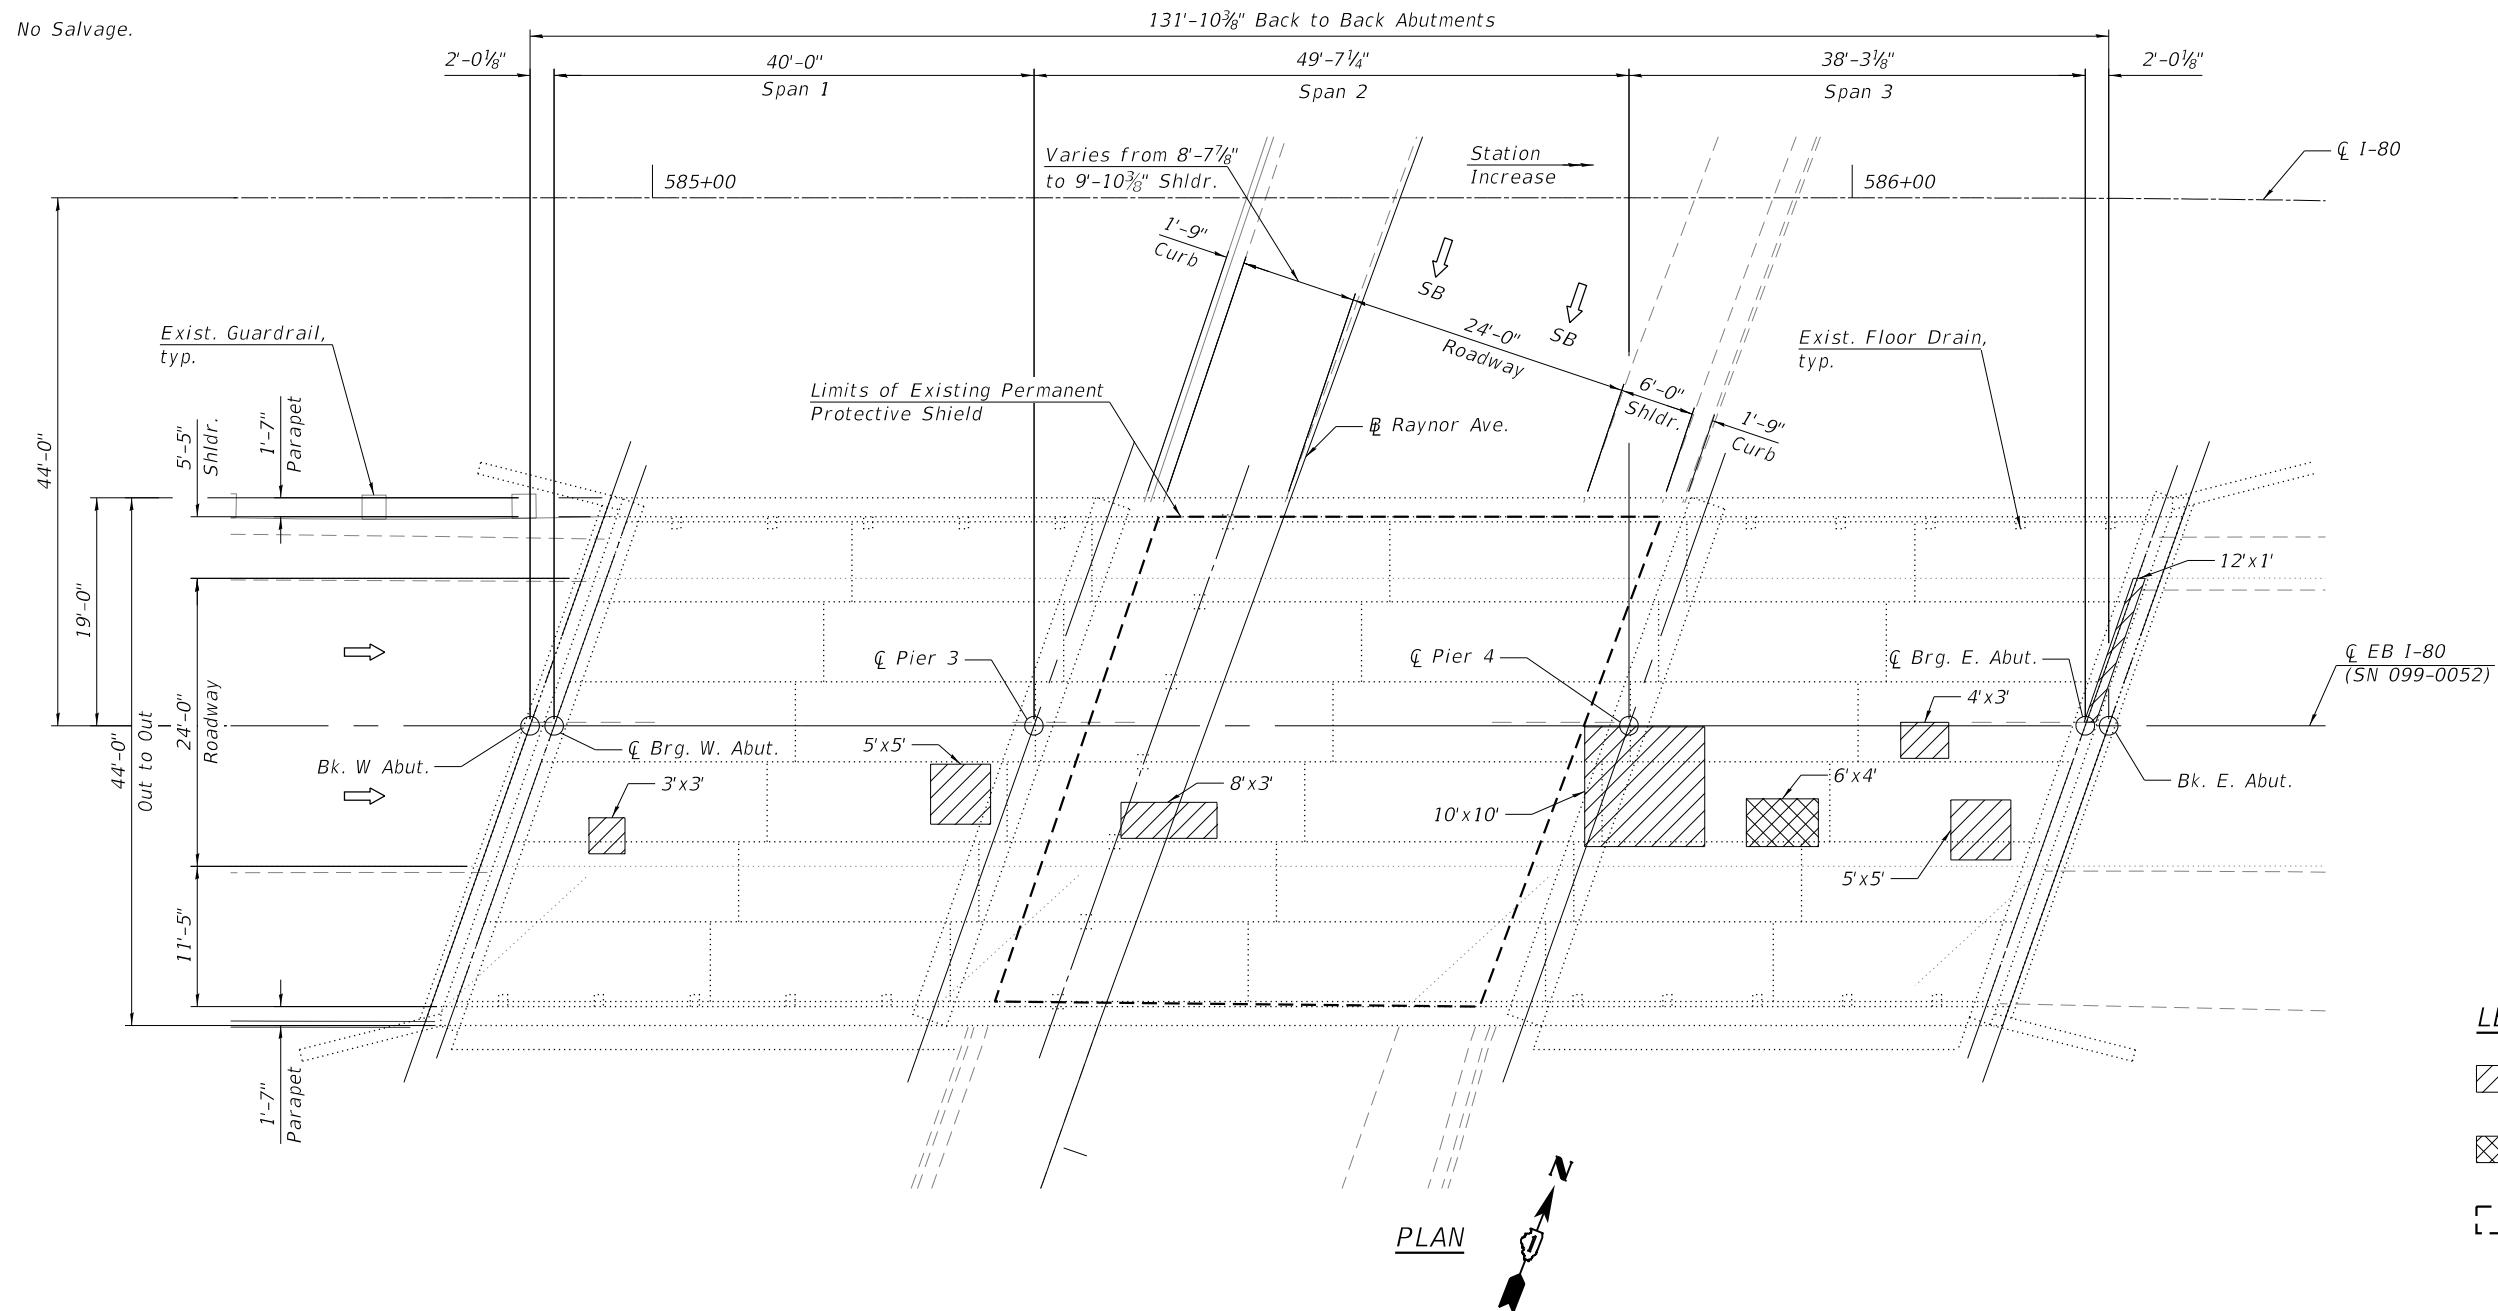 No Salvage.
131'-10⅜" Back to Back Abutments
2'-0⅛"
40'-0"
Span 1
49'-7¼"
Span 2
38'-3⅛"
Span 3
2'-0⅛"
Varies from 8'-7⅞"
to 9'-10⅜" Shldr.
Station
Increase
℄ I-80
585+00
586+00
1'-9"
Curb
SB
SB
24'-0"
Roadway
6'-0"
Shldr.
1'-9"
Curb
Exist. Guardrail,
typ.
Exist. Floor Drain,
typ.
Limits of Existing Permanent
Protective Shield
Raynor Ave.
44'-0"
5'-5"
Shldr.
1'-7"
Parapet
19'-0"
12'x1'
℄ Pier 3
℄ Pier 4
℄ Brg. E. Abut.
℄ EB I-80
(SN 099-0052)
4'x3'
44'-0"
Out to Out
24'-0"
Roadway
Bk. W Abut.
℄ Brg. W. Abut.
5'x5'
3'x3'
8'x3'
10'x10'
6'x4'
Bk. E. Abut.
5'x5'
11'-5"
1'-7"
Parapet
N
PLAN